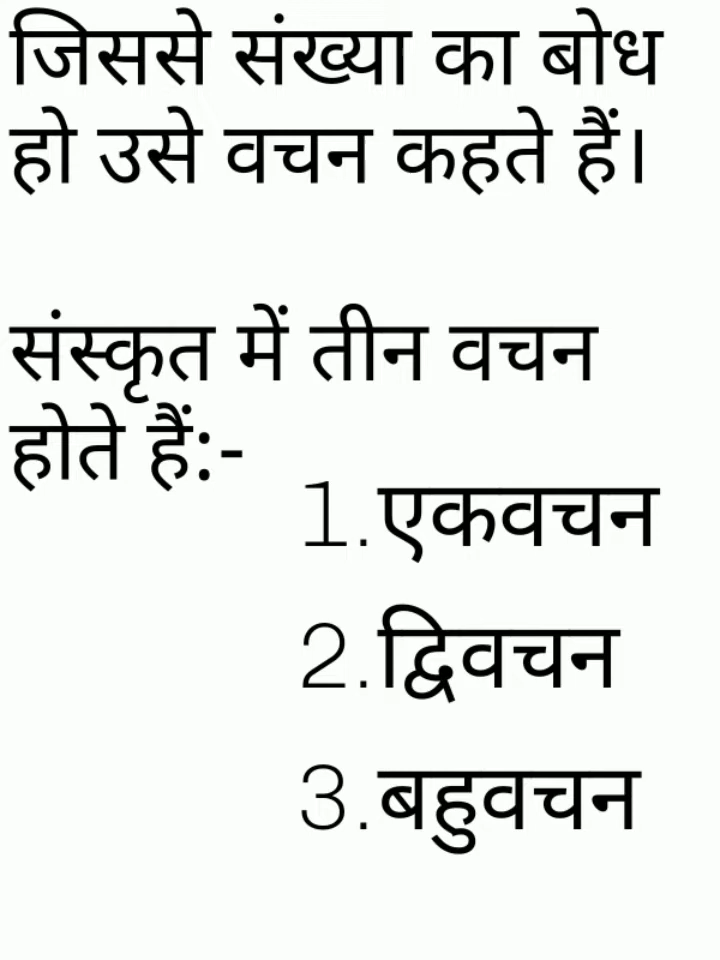 जिससे संख्या का बोध
हो उसे वचन कहते हैं।
संस्कृत में तीन वचन
होते हैं:-
1.एकवचन
2.द्विवचन
3.बहुवचन